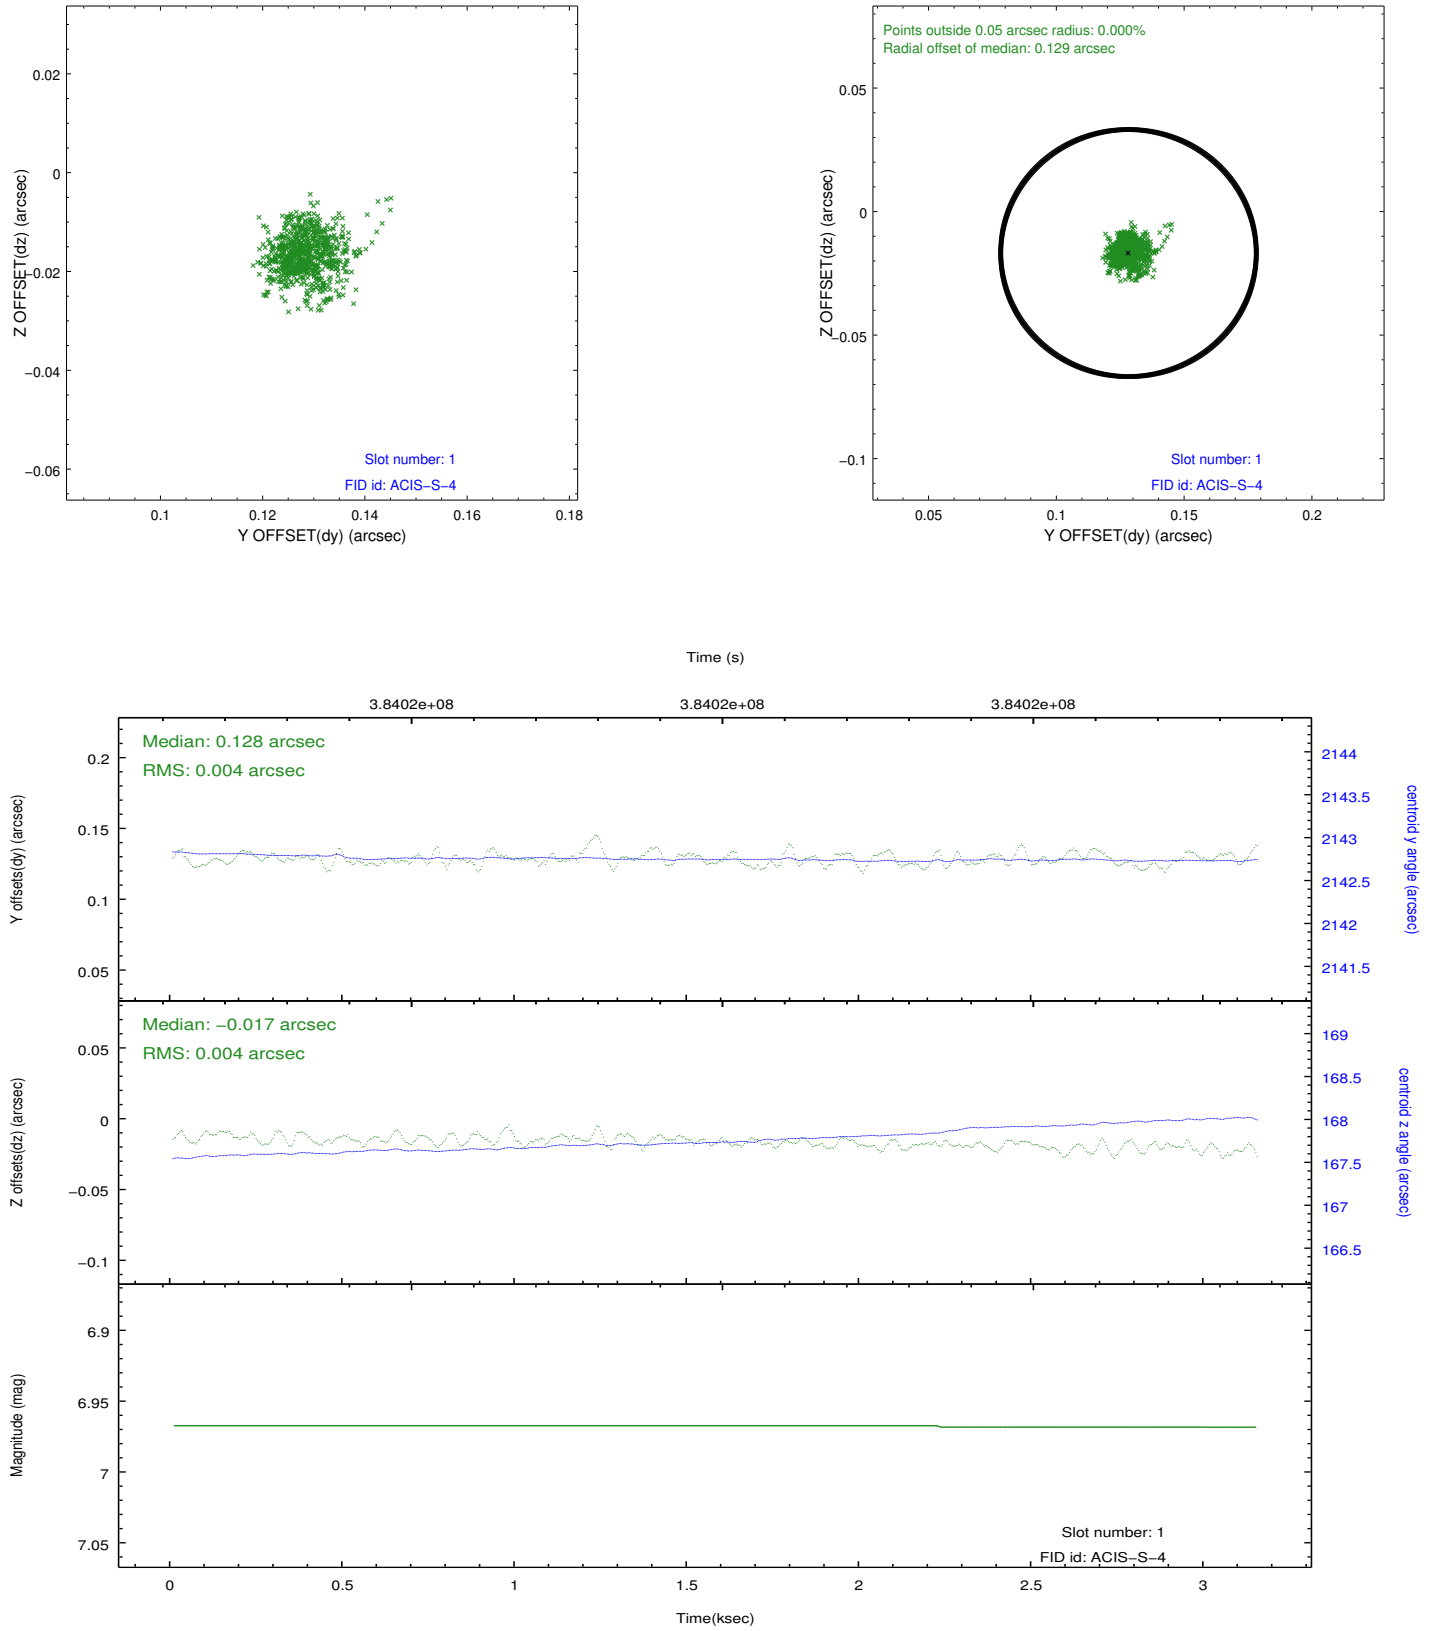 0.02
0
−0.02
−0.04
−0.06
Z OFFSET(dz) (arcsec)
Slot number: 1
FID id: ACIS−S−4
0.1
0.12
0.14
0.16
0.18
Y OFFSET(dy) (arcsec)
Points outside 0.05 arcsec radius: 0.000%
Radial offset of median: 0.129 arcsec
0.05
0
−0.05
−0.1
Z OFFSET(dz) (arcsec)
Slot number: 1
FID id: ACIS−S−4
0.05
0.1
0.15
0.2
Y OFFSET(dy) (arcsec)
Time (s)
3.8402e+08
3.8402e+08
3.8402e+08
Median: 0.128 arcsec
RMS: 0.004 arcsec
0.2
0.15
0.1
0.05
Y offsets(dy) (arcsec)
2144
2143.5
2143
2142.5
2142
2141.5
centroid y angle (arcsec)
Median: −0.017 arcsec
RMS: 0.004 arcsec
0.05
0
−0.05
−0.1
Z offsets(dz) (arcsec)
169
168.5
168
167.5
167
166.5
centroid z angle (arcsec)
6.9
6.95
7
7.05
Magnitude (mag)
Slot number: 1
FID id: ACIS−S−4
0
0.5
1
1.5
2
2.5
3
Time(ksec)